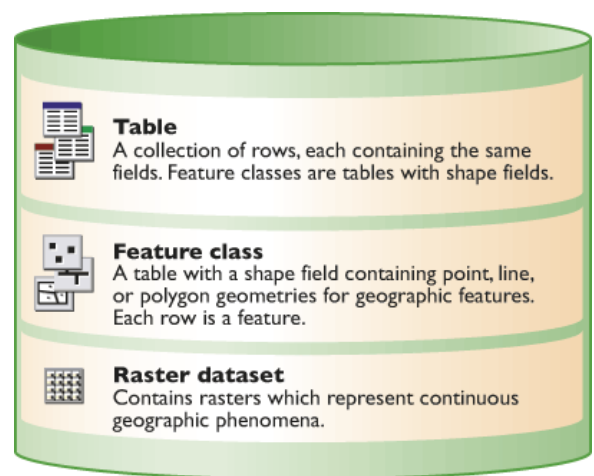 Table
A collection of rows, each containing the same
fields. Feature classes are tables with shape fields.
Feature class
A table with a shape field containing point, line,
or polygon geometries for geographic features.
Each row is a feature.
Raster dataset
Contains rasters which represent continuous
geographic phenomena.